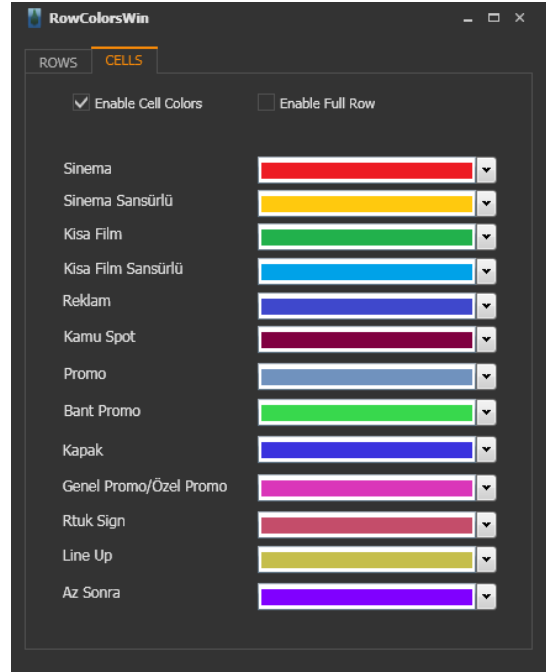 RowColorsWin
ROWS CELLS
Enable Cell Colors Enable Full Row
Sinema
Sinema Sansürlü
Kisa Film
Kisa Film Sansürlü
Reklam
Kamu Spot
Promo
Bant Promo
Kapak
Genel Promo/Özel Promo
Rtuk Sign
Line Up
Az Sonra